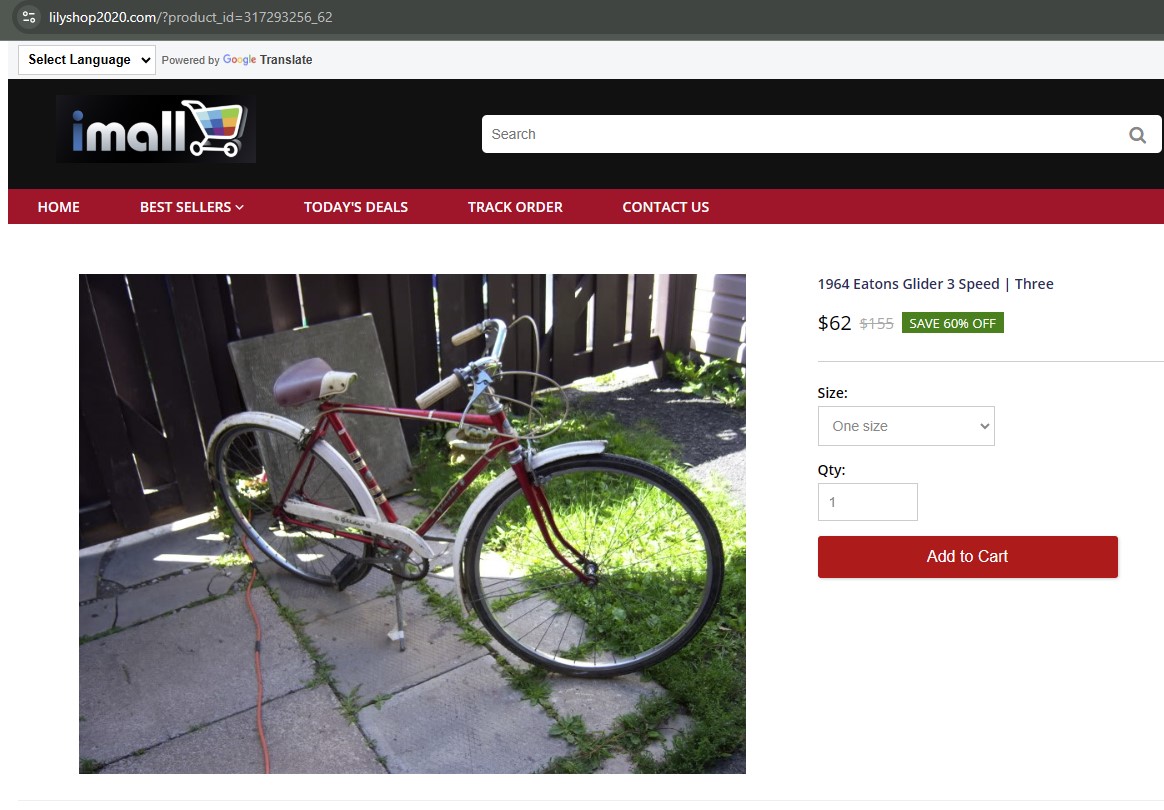 lilyshop2020.com/?product_id=317293256_62
Select Language
Powered by Google Translate
imall
Search
HOME BEST SELLERS TODAY'S DEALS TRACK ORDER CONTACT US
1964 Eatons Glider 3 Speed | Three
$62 $155 SAVE 60% OFF
Size:
One size
Qty:
1
Add to Cart